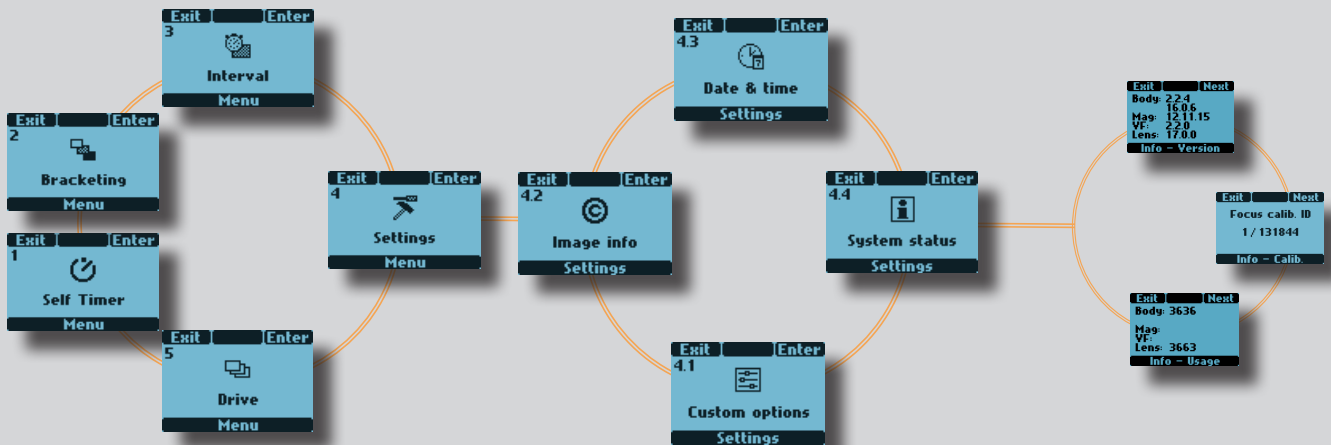 Exit Enter
3
Interval
Menu
Exit Enter
2
Bracketing
Menu
Exit Enter
1
Self Timer
Menu
Exit Enter
5
Drive
Menu
Exit Enter
4
Settings
Menu
Exit Enter
4.2
Image info
Settings
Exit Enter
4.3
Date & time
Settings
Exit Enter
4.1
Custom options
Settings
Exit Enter
4.4
System status
Settings
Exit Next
Body: 2.2.4
16.0.6
Mag: 12.11.15
VF: 2.2.0
Lens: 17.0.0
Info - Version
Exit Next
Focus calib. ID
1 / 131844
Info - Calib.
Exit Next
Body: 3636
Mag:
VF:
Lens: 3663
Info - Usage